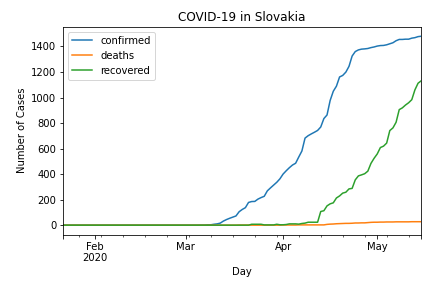 COVID-19 in Slovakia
confirmed
deaths
recovered
Number of Cases
1400
1200
1000
800
600
400
200
0
Feb
2020
Mar
Apr
May
Day